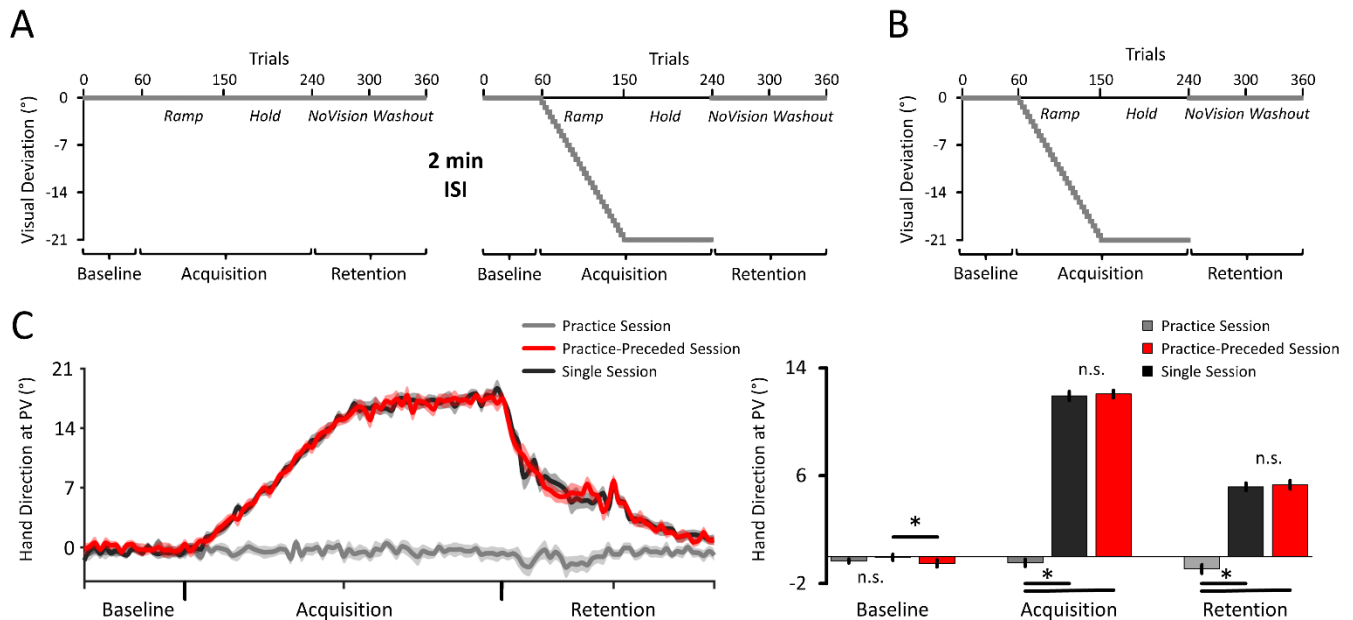 A
B
Trials
0 60 150 240 300 360
Visual Deviation (°)
0
-7
-14
-21
Ramp Hold NoVision Washout
Baseline Acquisition Retention
2 min
ISI
Trials
0 60 150 240 300 360
Ramp Hold NoVision Washout
Baseline Acquisition Retention
Trials
0 60 150 240 300 360
Visual Deviation (°)
0
-7
-14
-21
Ramp Hold NoVision Washout
Baseline Acquisition Retention
C
Practice Session
Practice-Preceded Session
Single Session
Hand Direction at PV (°)
21
14
7
0
Baseline Acquisition Retention
Practice Session
Practice-Preceded Session
Single Session
Hand Direction at PV (°)
14
6
-2
n.s.
n.s.
*
n.s.
*
*
Baseline Acquisition Retention